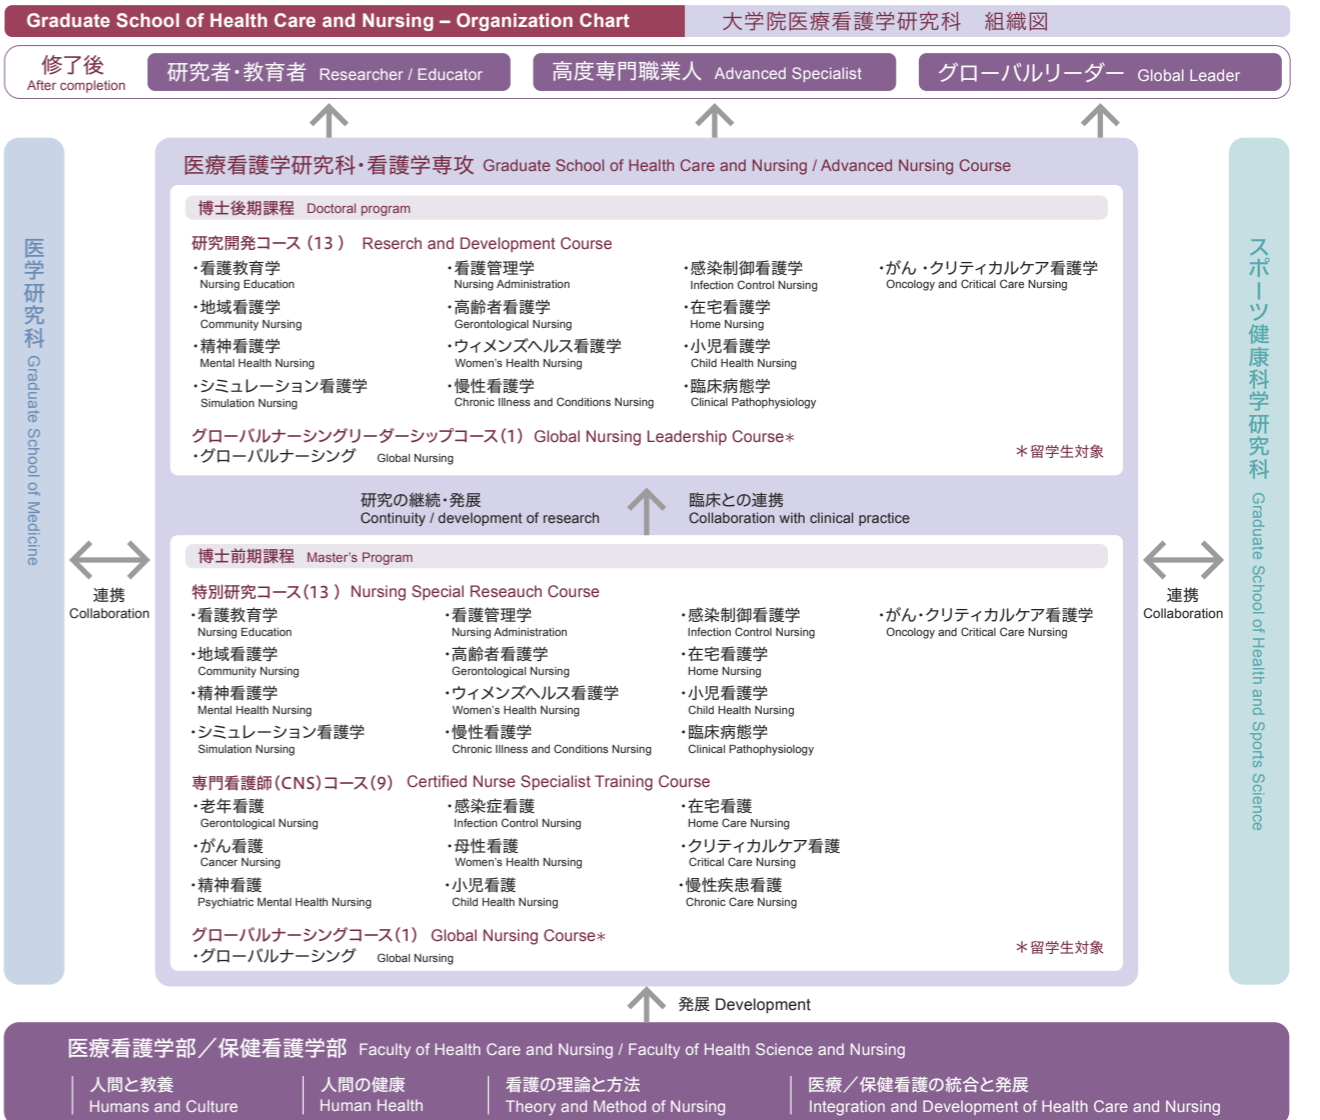 Graduate School of Health Care and Nursing – Organization Chart
大学院医療看護学研究科　組織図
修了後
After completion
研究者・教育者 Researcher / Educator
高度専門職業人 Advanced Specialist
グローバルリーダー Global Leader
医学研究科 Graduate School of Medicine
連携
Collaboration
医療看護学研究科・看護学専攻 Graduate School of Health Care and Nursing / Advanced Nursing Course
博士後期課程 Doctoral program
研究開発コース（13 ） Reserch and Development Course
・看護教育学
Nursing Education
・看護管理学
Nursing Administration
・感染制御看護学
Infection Control Nursing
・がん・クリティカルケア看護学
Oncology and Critical Care Nursing
・地域看護学
Community Nursing
・高齢者看護学
Gerontological Nursing
・在宅看護学
Home Nursing
・精神看護学
Mental Health Nursing
・ウィメンズヘルス看護学
Women's Health Nursing
・小児看護学
Child Health Nursing
・シミュレーション看護学
Simulation Nursing
・慢性看護学
Chronic Illness and Conditions Nursing
・臨床病態学
Clinical Pathophysiology
グローバルナーシングリーダーシップコース（1） Global Nursing Leadership Course＊
・グローバルナーシング Global Nursing
＊留学生対象
研究の継続・発展
Continuity / development of research
臨床との連携
Collaboration with clinical practice
博士前期課程 Master's Program
特別研究コース（13 ） Nursing Special Reseauch Course
・看護教育学
Nursing Education
・看護管理学
Nursing Administration
・感染制御看護学
Infection Control Nursing
・がん・クリティカルケア看護学
Oncology and Critical Care Nursing
・地域看護学
Community Nursing
・高齢者看護学
Gerontological Nursing
・在宅看護学
Home Nursing
・精神看護学
Mental Health Nursing
・ウィメンズヘルス看護学
Women's Health Nursing
・小児看護学
Child Health Nursing
・シミュレーション看護学
Simulation Nursing
・慢性看護学
Chronic Illness and Conditions Nursing
・臨床病態学
Clinical Pathophysiology
専門看護師（CNS）コース（9） Certified Nurse Specialist Training Course
・老年看護
Gerontological Nursing
・感染症看護
Infection Control Nursing
・在宅看護
Home Care Nursing
・がん看護
Cancer Nursing
・母性看護
Women's Health Nursing
・クリティカルケア看護
Critical Care Nursing
・精神看護
Psychiatric Mental Health Nursing
・小児看護
Child Health Nursing
・慢性疾患看護
Chronic Care Nursing
グローバルナーシングコース（1） Global Nursing Course＊
・グローバルナーシング Global Nursing
＊留学生対象
連携
Collaboration
スポーツ健康科学研究科 Graduate School of Health and Sports Science
発展 Development
医療看護学部／保健看護学部 Faculty of Health Care and Nursing / Faculty of Health Science and Nursing
人間と教養
Humans and Culture
人間の健康
Human Health
看護の理論と方法
Theory and Method of Nursing
医療／保健看護の統合と発展
Integration and Development of Health Care and Nursing